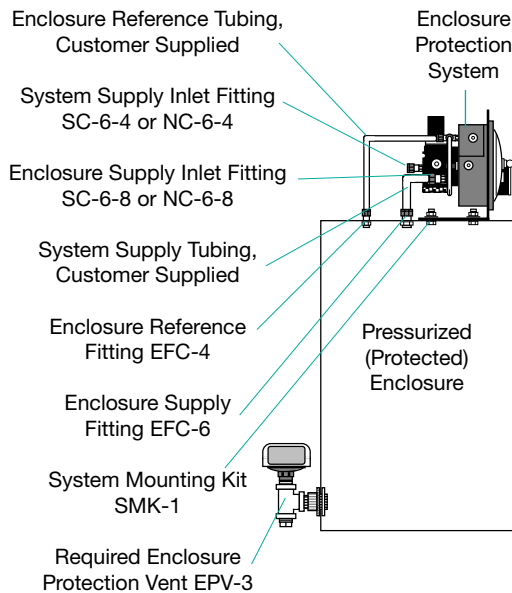 Enclosure Reference Tubing,
Customer Supplied
Enclosure
Protection
System
System Supply Inlet Fitting
SC-6-4 or NC-6-4
Enclosure Supply Inlet Fitting
SC-6-8 or NC-6-8
System Supply Tubing,
Customer Supplied
Enclosure Reference
Fitting EFC-4
Pressurized
(Protected)
Enclosure
Enclosure Supply
Fitting EFC-6
System Mounting Kit
SMK-1
Required Enclosure
Protection Vent EPV-3